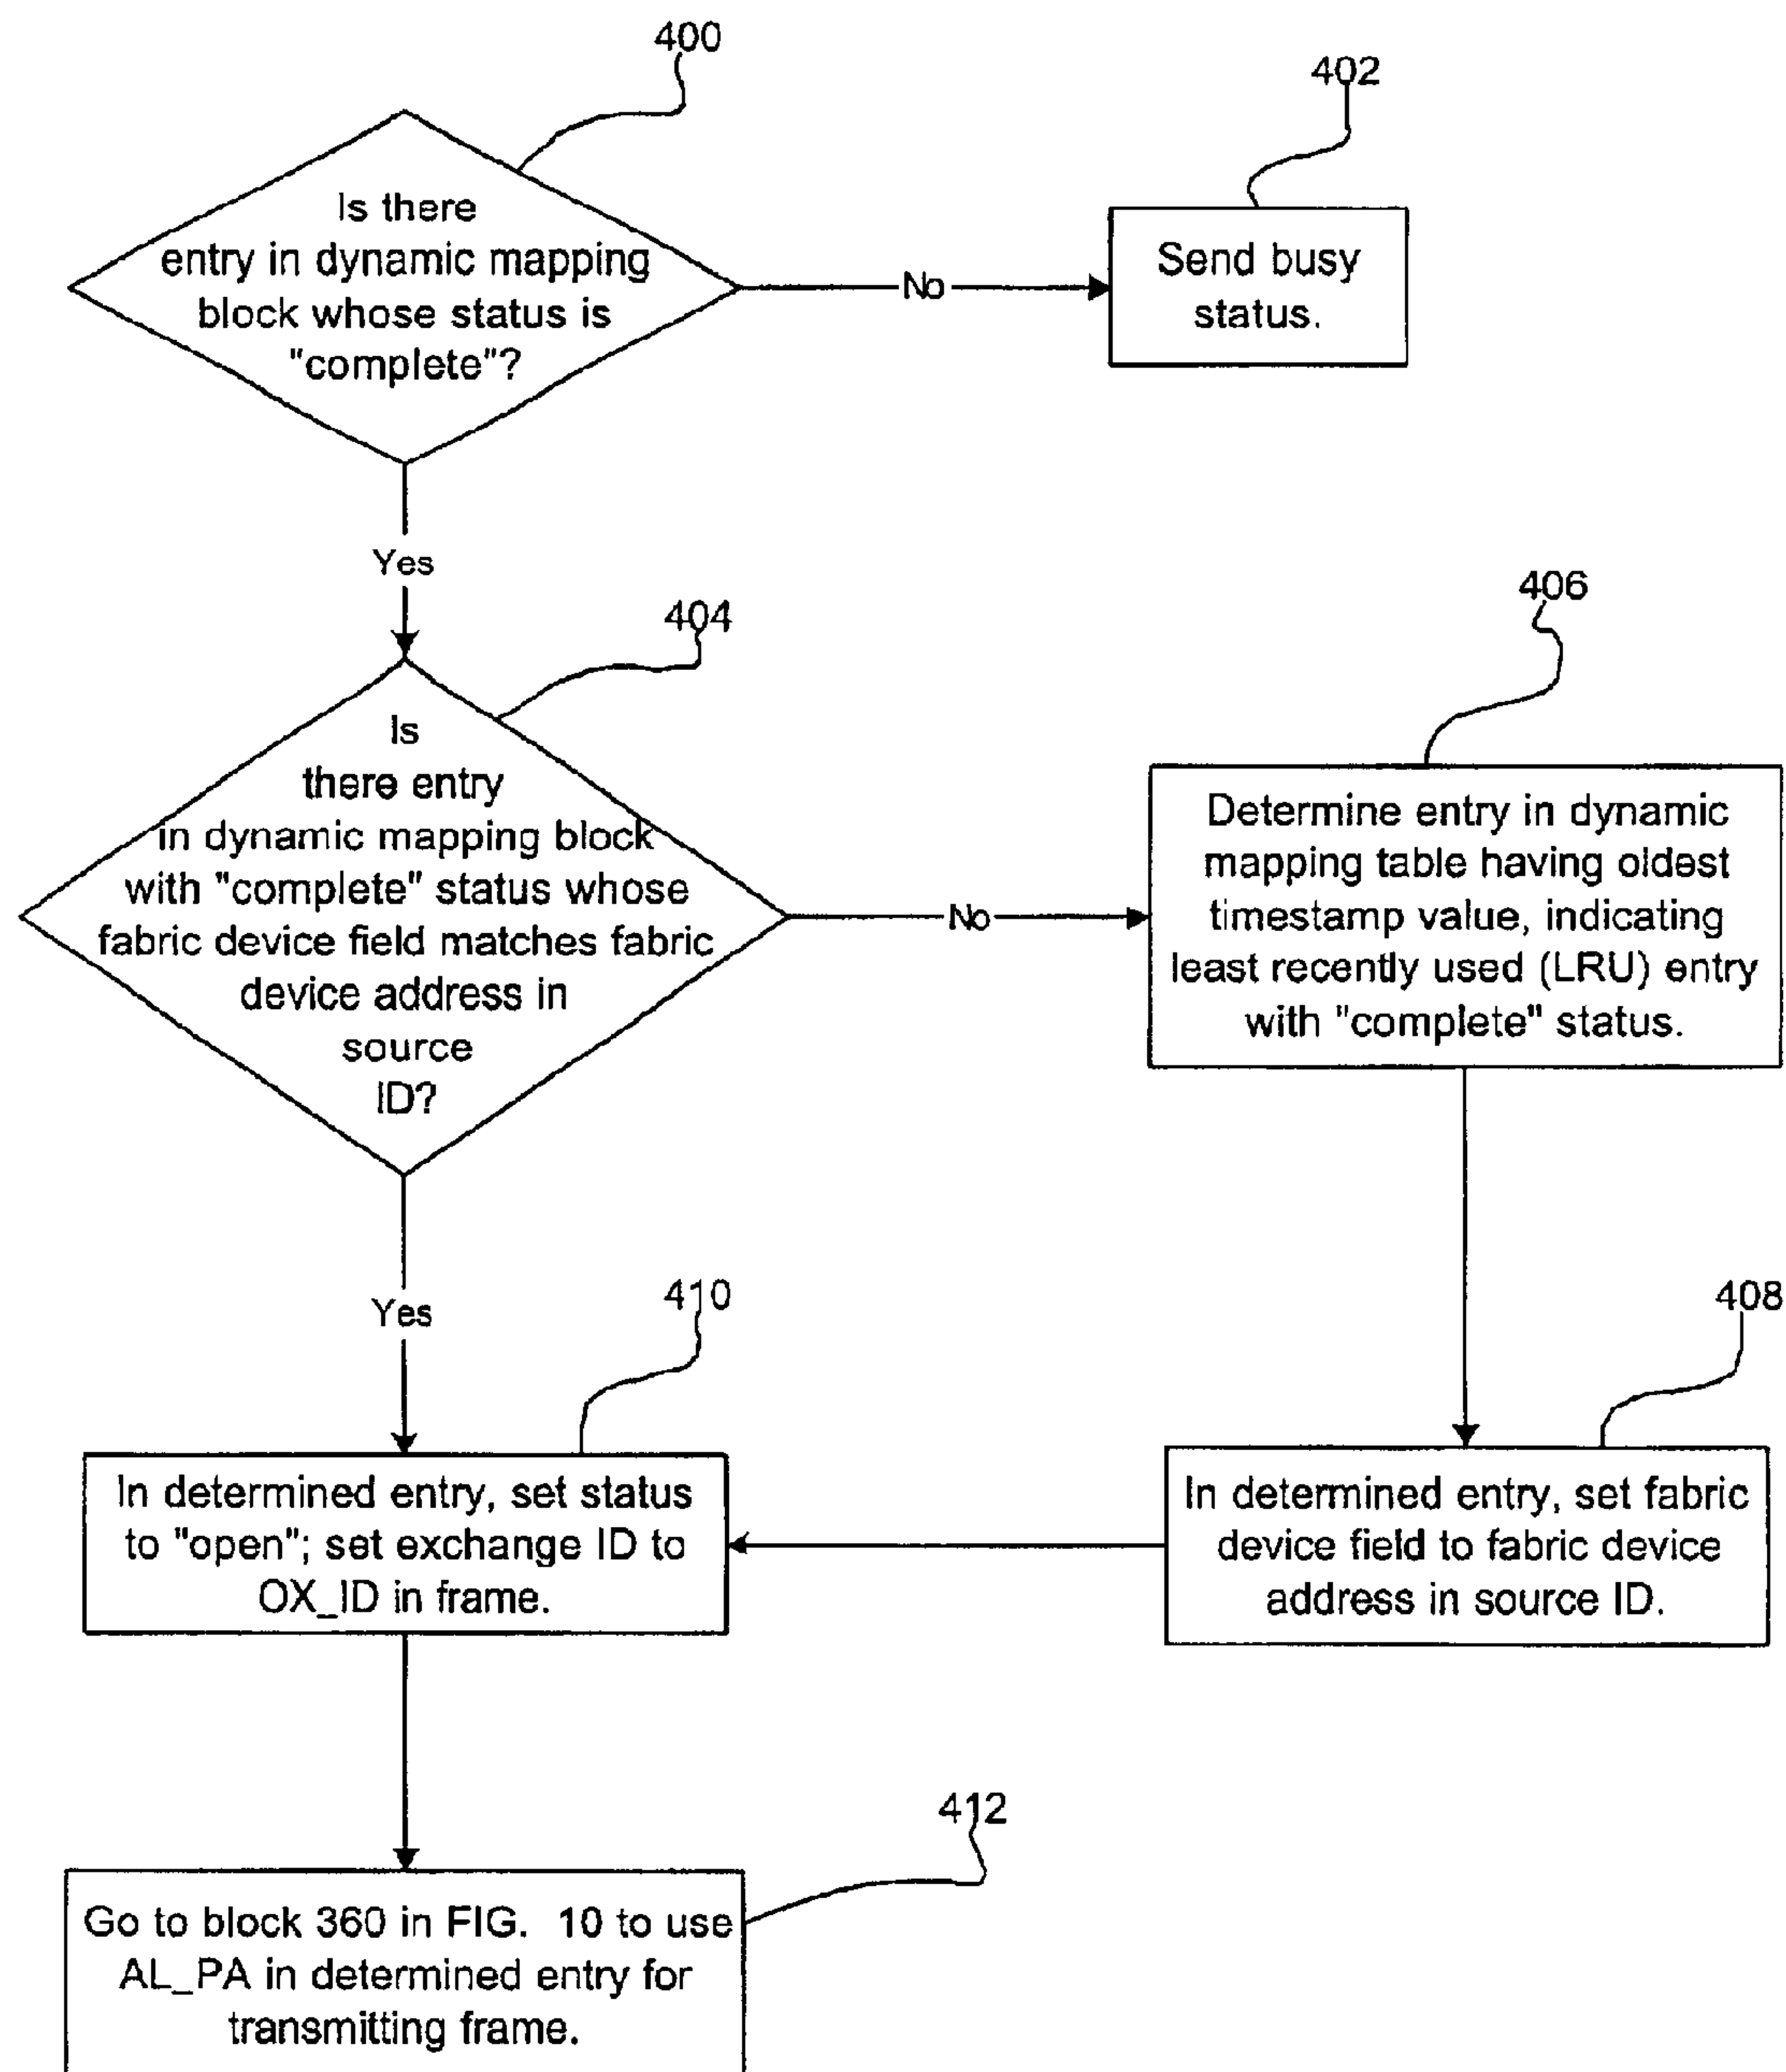 400
402
Is there
entry in dynamic mapping
block whose status is
"complete"?
No
Send busy
status.
Yes
404
406
Is
there entry
in dynamic mapping block
with "complete" status whose
fabric device field matches fabric
device address in
source
ID?
No
Determine entry in dynamic
mapping table having oldest
timestamp value, indicating
least recently used (LRU) entry
with "complete" status.
Yes
410
408
In determined entry, set status
to "open"; set exchange ID to
OX_ID in frame.
In determined entry, set fabric
device field to fabric device
address in source ID.
412
Go to block 360 in FIG. 10 to use
AL_PA in determined entry for
transmitting frame.